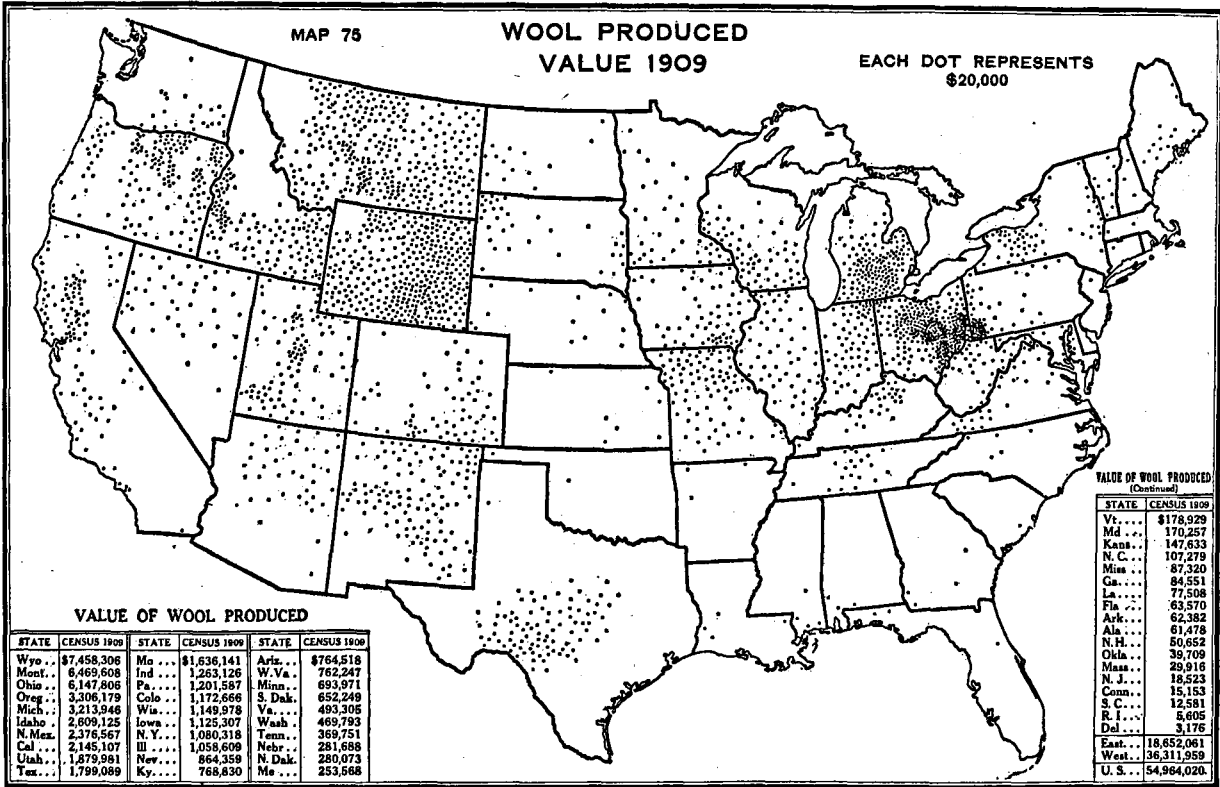 MAP 75
WOOL PRODUCED
VALUE 1909
EACH DOT REPRESENTS
$20,000
VALUE OF WOOL PRODUCED
STATE CENSUS 1909 STATE CENSUS 1909 STATE CENSUS 1909
Wyo.. $7,458,306 Mo ... $1,636,141 Ariz... $764,518
Mont.. 6,469,608 Ind ... 1,263,126 W.Va.. 762,247
Ohio.. 6,147,806 Pa.... 1,201,587 Minn.. 693,971
Oreg.. 3,306,179 Colo .. 1,172,666 S. Dak. 652,249
Mich.. 3,213,946 Wis... 1,149,978 Va.... 493,305
Idaho . 2,609,125 Iowa .. 1,125,307 Wash . 469,793
N. Mex. 2,376,567 N.Y... 1,080,318 Tenn.. 369,751
Cal ... 2,145,107 Ill .... 1,058,609 Nebr .. 281,688
Utah.. 1,879,981 Nev... 864,359 N. Dak. 280,073
Tex... 1,799,089 Ky.... 768,830 Me ... 253,568
VALUE OF WOOL PRODUCED
(Continued)
STATE CENSUS 1909
Vt.... $178,929
Md ... 170,257
Kans.. 147,633
N. C... 107,279
Miss .. 87,320
Ga.... 84,551
La.... 77,508
Fla ... 63,570
Ark... 62,382
Ala ... 61,478
N.H... 50,652
Okla .. 39,709
Mass.. 29,916
N. J... 18,523
Conn.. 15,153
S. C... 12,581
R. I... 5,605
Del ... 3,176
East... 18,652,061
West.. 36,311,959
U. S... 54,964,020.